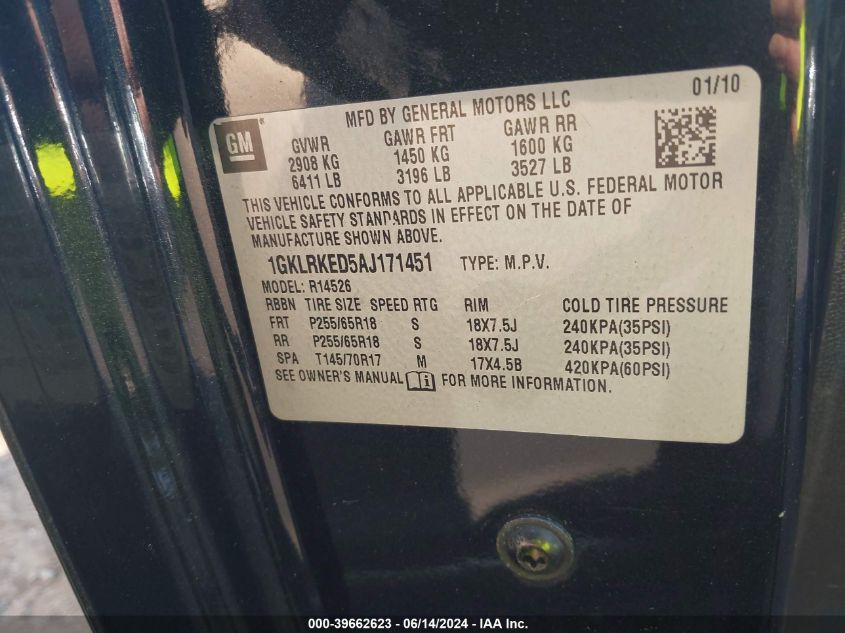 01/10
MFD BY GENERAL MOTORS LLC
GM
GVWR GAWR FRT GAWR RR
2908 KG 1450 KG 1600 KG
6411 LB 3196 LB 3527 LB
THIS VEHICLE CONFORMS TO ALL APPLICABLE U.S. FEDERAL MOTOR
VEHICLE SAFETY STANDARDS IN EFFECT ON THE DATE OF
MANUFACTURE SHOWN ABOVE.
1GKLRKED5AJ171451 TYPE: M.P.V.
MODEL: R14526
RBBN TIRE SIZE SPEED RTG RIM COLD TIRE PRESSURE
FRT P255/65R18 S 18X7.5J 240KPA(35PSI)
RR P255/65R18 S 18X7.5J 240KPA(35PSI)
SPA T145/70R17 M 17X4.5B 420KPA(60PSI)
SEE OWNER'S MANUAL FOR MORE INFORMATION.
000-39662623 - 06/14/2024 - IAA Inc.